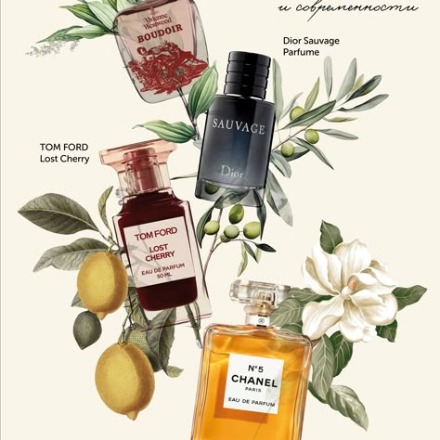 и современности
Vivienne
Westwood
BOUDOIR
Dior Sauvage
Parfume
SAUVAGE
Dior
TOM FORD
Lost Cherry
TOM FORD
LOST
CHERRY
EAU DE PARFUM
50 ML
N°5
CHANEL
PARIS
EAU DE PARFUM